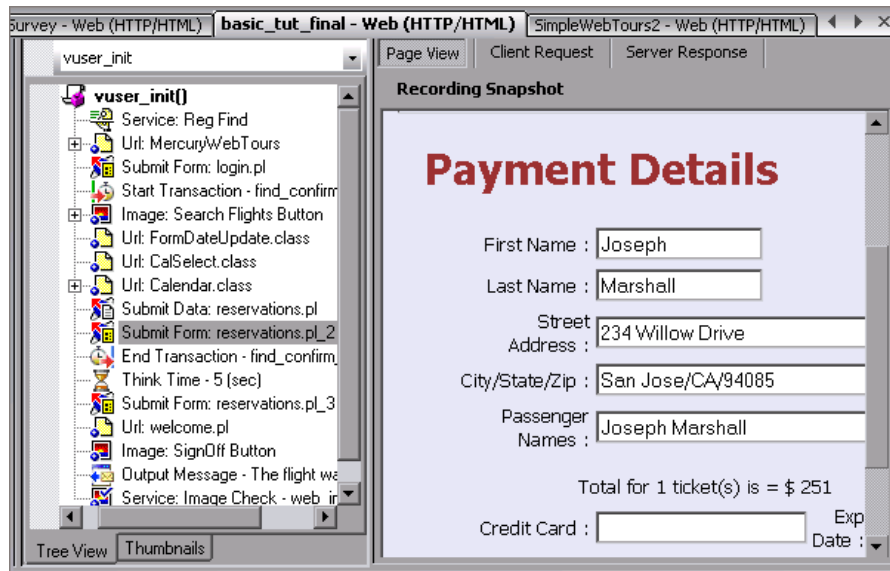 Survey - Web (HTTP/HTML)
basic_tut_final - Web (HTTP/HTML)
SimpleWebTours2 - Web (HTTP/HTML)
vuser_init
vuser_init()
Service: Reg Find
Url: MercuryWebTours
Submit Form: login.pl
Start Transaction - find_confirm
Image: Search Flights Button
Url: FormDateUpdate.class
Url: CalSelect.class
Url: Calendar.class
Submit Data: reservations.pl
Submit Form: reservations.pl_2
End Transaction - find_confirm_
Think Time - 5 (sec)
Submit Form: reservations.pl_3
Url: welcome.pl
Image: SignOff Button
Output Message - The flight wa
Service: Image Check - web_ir
Tree View
Thumbnails
Page View
Client Request
Server Response
Recording Snapshot
Payment Details
First Name : Joseph
Last Name : Marshall
Street
Address : 234 Willow Drive
City/State/Zip : San Jose/CA/94085
Passenger
Names : Joseph Marshall
Total for 1 ticket(s) is = $ 251
Credit Card :
Exp
Date :